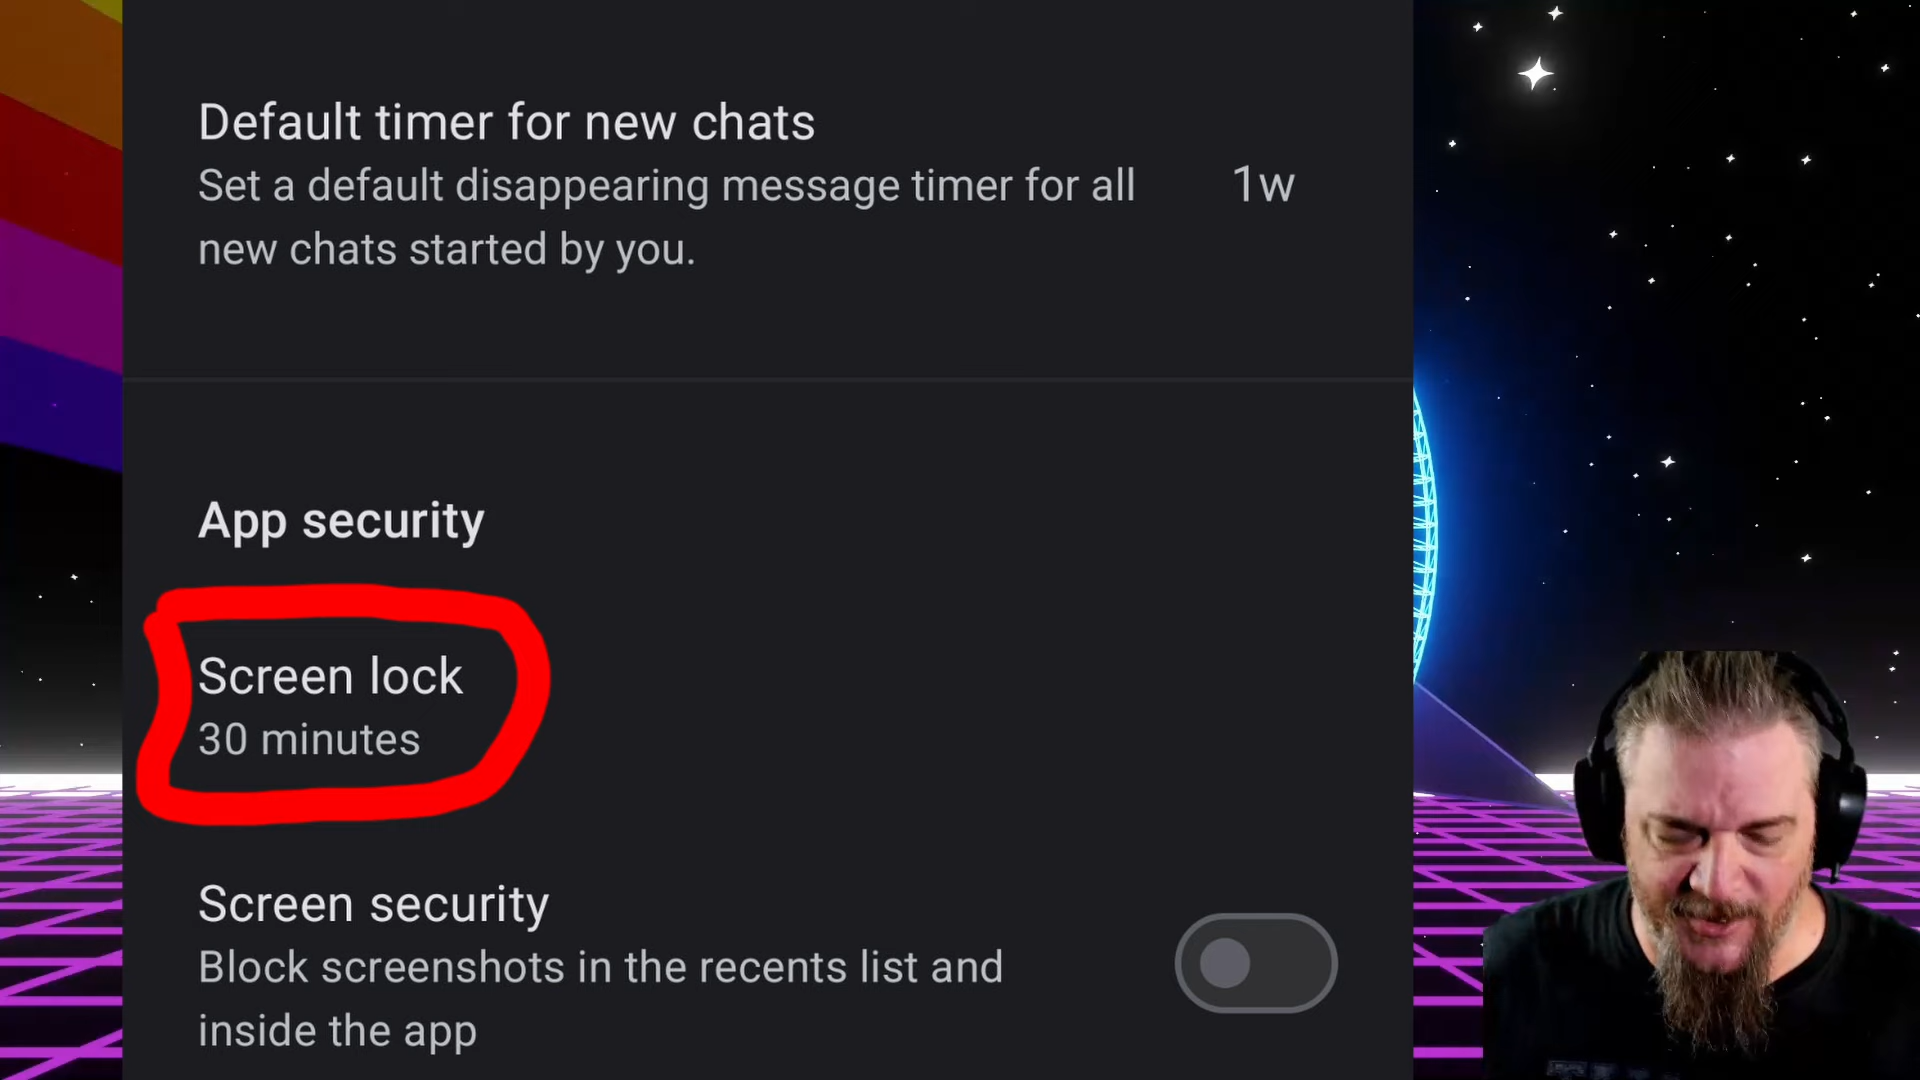 Default timer for new chats
Set a default disappearing message timer for all
new chats started by you.
1w
App security
Screen lock
30 minutes
Screen security
Block screenshots in the recents list and
inside the app